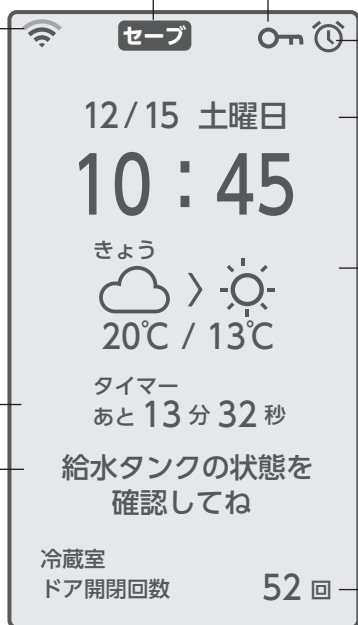 セーブ
12/15 土曜日
10:45
きょう
20℃ / 13℃
タイマー
あと 13 分 32 秒
給水タンクの状態を
確認してね
冷蔵室
ドア開閉回数 52 回